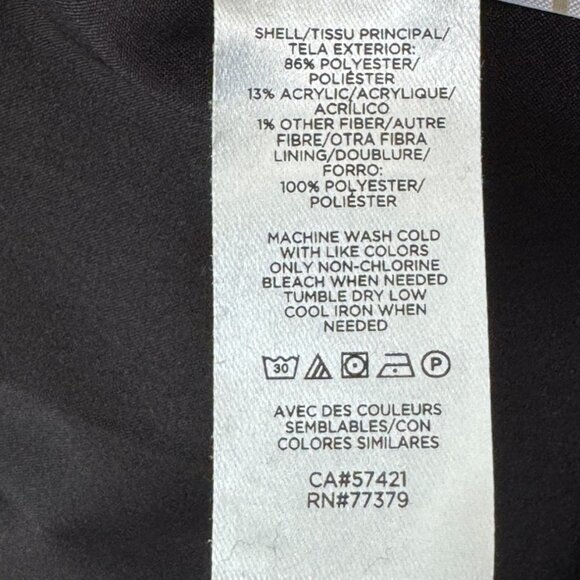 SHELL/TISSU PRINCIPAL/
TELA EXTERIOR:
86% POLYESTER/
POLIÉSTER
13% ACRYLIC/ACRYLIQUE/
ACRÍLICO
1% OTHER FIBER/AUTRE
FIBRE/OTRA FIBRA
LINING/DOUBLURE/
FORRO:
100% POLYESTER/
POLIÉSTER
MACHINE WASH COLD
WITH LIKE COLORS
ONLY NON-CHLORINE
BLEACH WHEN NEEDED
TUMBLE DRY LOW
COOL IRON WHEN
NEEDED
30 P
AVEC DES COULEURS
SEMBLABLES/CON
COLORES SIMILARES
CA#57421
RN#77379